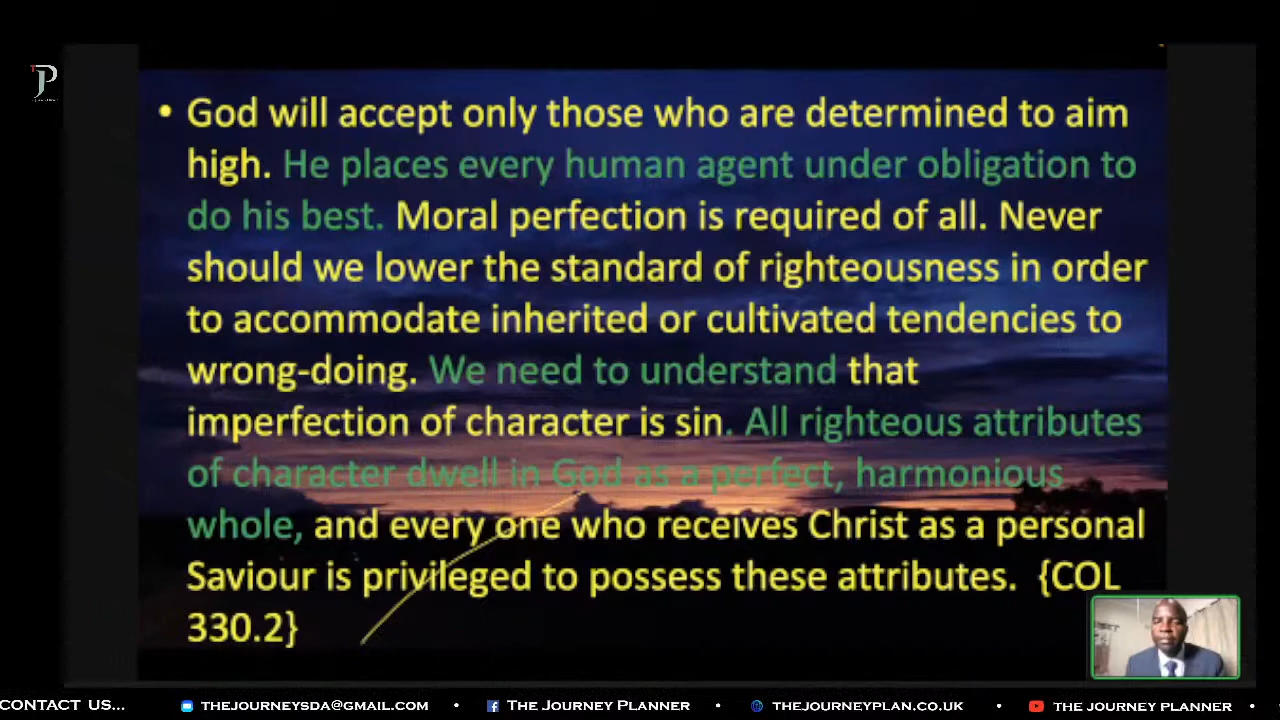 • God will accept only those who are determined to aim
high. He places every human agent under obligation to
do his best. Moral perfection is required of all. Never
should we lower the standard of righteousness in order
to accommodate inherited or cultivated tendencies to
wrong-doing. We need to understand that
imperfection of character is sin. All righteous attributes
of character dwell in God as a perfect, harmonious
whole, and every one who receives Christ as a personal
Saviour is privileged to possess these attributes. {COL
330.2}
CONTACT US... THEJOURNEYSDA@GMAIL.COM • THE JOURNEY PLANNER • THEJOURNEYPLAN.CO.UK • THE JOURNEY PLANNER •